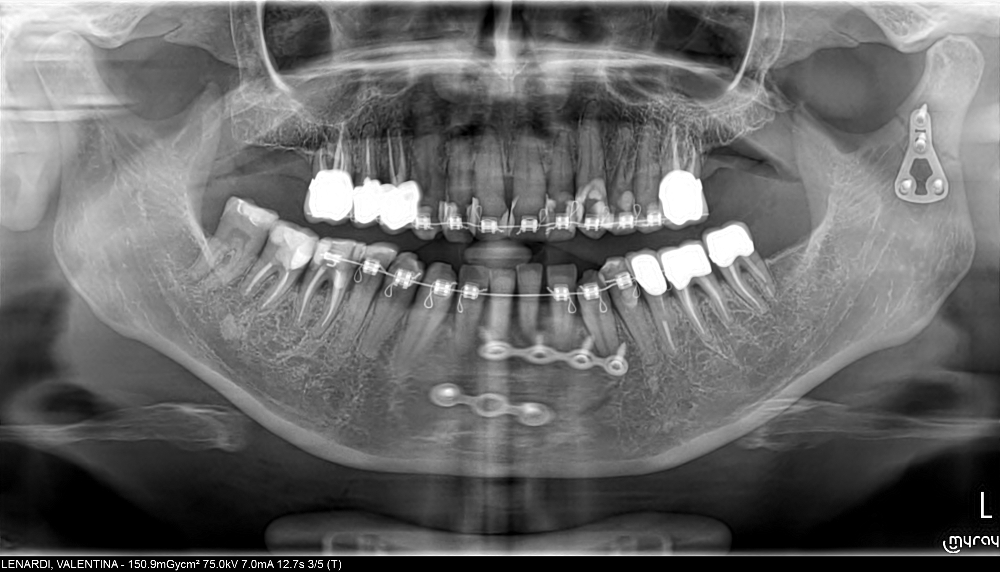 L
myray
LENARDI, VALENTINA - 150.9mGycm² 75.0kV 7.0mA 12.7s 3/5 (T)